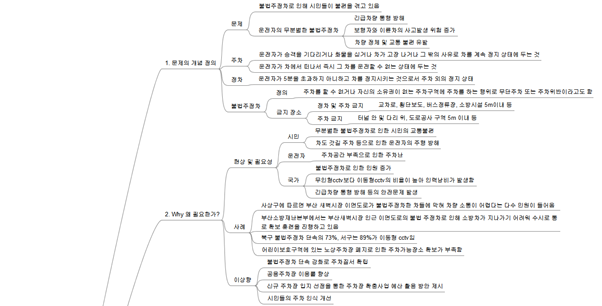 불법주정차로 인해 시민들이 불편을 겪고 있음
문제
긴급차량 통행 방해
운전자의 무분별한 불법주정차
보행자와 이륜차의 사고발생 위험 증가
차량 정체 및 교통 불편 유발
1. 문제의 개념 정의
운전자가 승객을 기다리거나 화물을 싣거나 차가 고장 나거나 그 밖의 사유로 차를 계속 정지 상태에 두는 것
주차
운전자가 차에서 떠나서 즉시 그 차를 운전할 수 없는 상태에 두는 것
정차
운전자가 5분을 초과하지 아니하고 차를 정지시키는 것으로서 주차 외의 정지 상태
정의
주차를 할 수 없거나 자신의 소유권이 없는 주차구역에 주차를 하는 행위로 무단주차 또는 주차위반이라고도 함
불법주정차
정차 및 주차 금지
교차로, 횡단보도, 버스정류장, 소방시설 5m이내 등
금지 장소
주차 금지
터널 안 및 다리 위, 도로공사 구역 5m 이내 등
시민
무분별한 불법주정차로 인한 시민의 교통불편
차도 갓길 주차 등으로 인한 운전자의 주행 방해
운전자
주차공간 부족으로 인한 주차난
현상 및 필요성
불법주정차로 인한 민원 증가
국가
무인형cctv보다 이동형cctv의 비율이 높아 인력낭비가 발생함
긴급차량 통행 방해 등의 안전문제 발생
2. Why 왜 필요한가?
사상구에 따르면 부산 새벽시장 이면도로가 불법주정차한 차들에 막혀 차량 소통이 어렵다는 다수 민원이 들어옴
부산소방재난본부에서는 부산새벽시장 인근 이면도로의 불법 주정차로 인해 소방차가 지나가기 어려워 수시로 통로 확보 훈련을 진행하고 있음
사례
북구 불법주정차 단속의 73%, 서구는 89%가 이동형 cctv임
어린이보호구역에 있는 노상주차장 폐지로 인한 주차가능장소 확보가 부족함
불법주정차 단속 강화로 주차질서 확립
공용주차장 이용률 향상
이상향
신규 주차장 입지 선정을 통한 주차장 확충사업 예산 활용 방안 제시
시민들의 주차 인식 개선